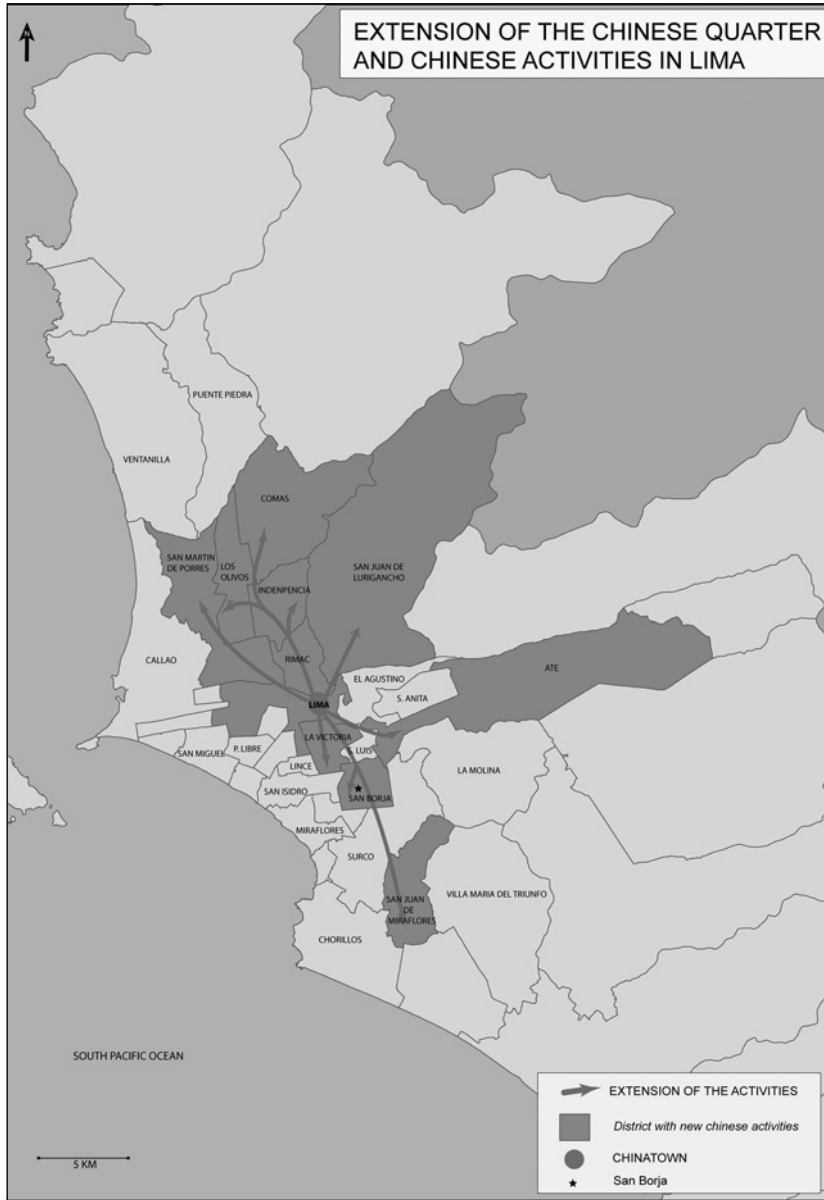 N
EXTENSION OF THE CHINESE QUARTER
AND CHINESE ACTIVITIES IN LIMA
PUENTE PIEDRA
VENTANILLA
COMAS
SAN MARTIN
DE PORRES
LOS
OLIVOS
SAN JUAN DE
LURIGANCHO
INDENPENCIA
CALLAO
RIMAC
ATE
EL AGUSTINO
S. ANITA
LIMA
LA VICTORIA
S. LUIS
P. LIBRE
SAN MIGUEL
LINCE
LA MOLINA
SAN ISIDRO
SAN BORJA
MIRAFLORES
SURCO
SAN JUAN
DE
MIRAFLORES
VILLA MARIA DEL TRIUNFO
CHORILLOS
SOUTH PACIFIC OCEAN
EXTENSION OF THE ACTIVITIES
District with new chinese activities
CHINATOWN
San Borja
5 KM